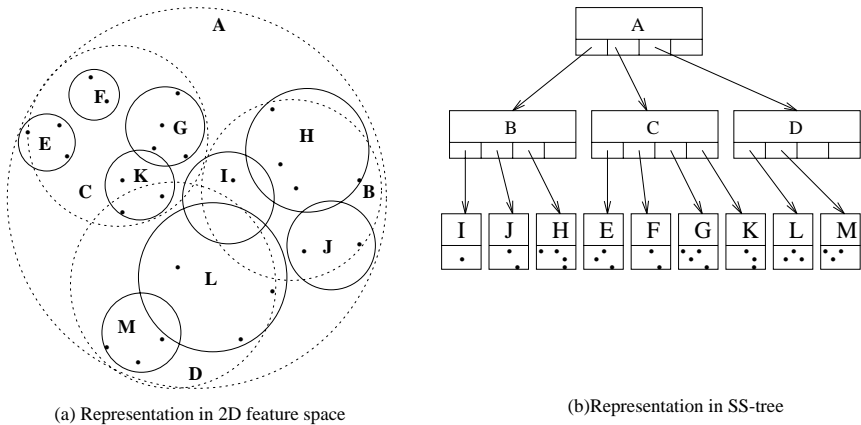 A
F
E
G
H
C
K
I
B
J
L
M
D
(a) Representation in 2D feature space
A
B C D
I J H E F G K L M
(b)Representation in SS-tree